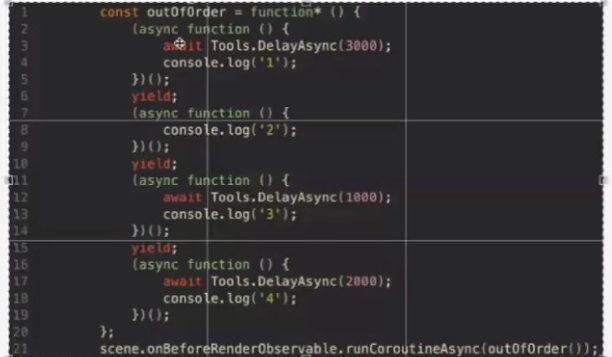 1 const outOfOrder = function* () {
2 (async function () {
3 await Tools.DelayAsync(3000);
4 console.log('1');
5 })();
6 yield;
7 (async function () {
8 console.log('2');
9 })();
10 yield;
11 (async function () {
12 await Tools.DelayAsync(1000);
13 console.log('3');
14 })();
15 yield;
16 (async function () {
17 await Tools.DelayAsync(2000);
18 console.log('4');
19 })();
20 };
21 scene.onBeforeRenderObservable.runCoroutineAsync(outOfOrder());